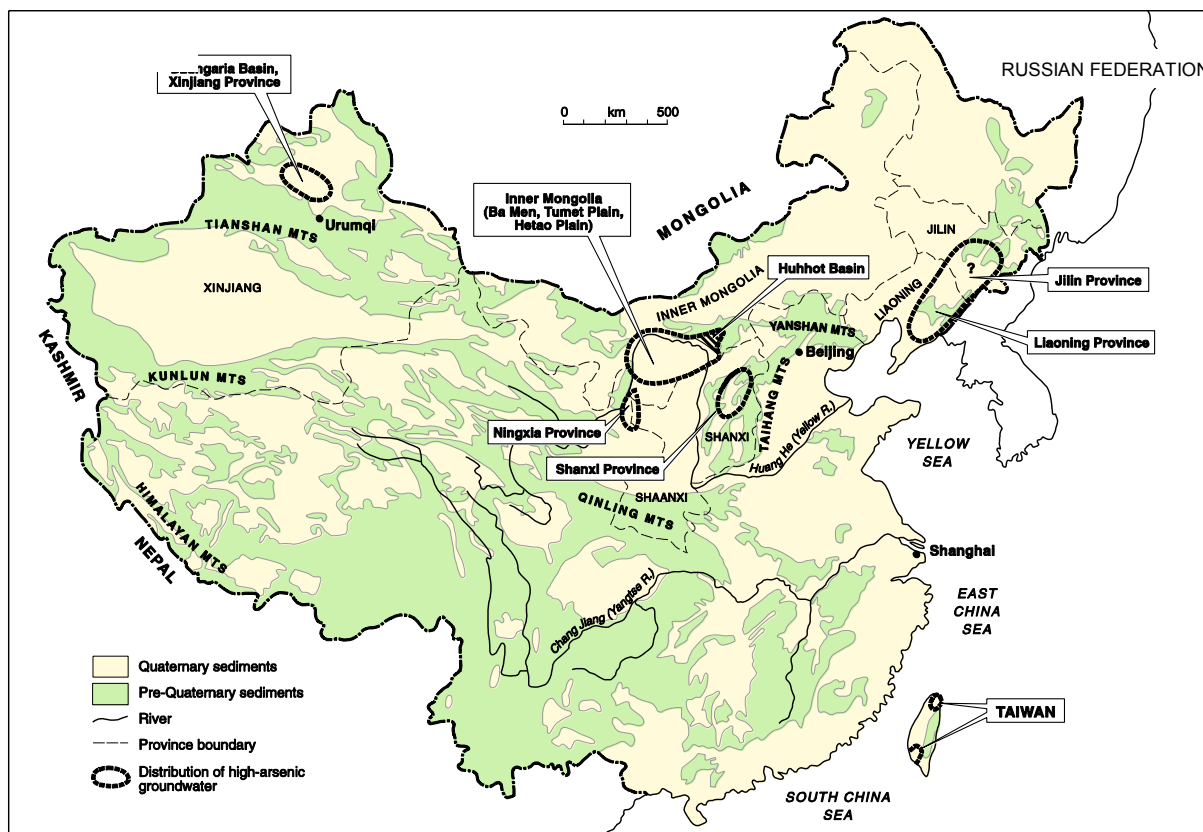 Basin,
Xinjiang Province
RUSSIAN FEDERATION
0 km 500
Inner Mongolia
(Ba Men, Tumet Plain,
Hetao Plain)
MONGOLIA
JILIN
Urumqi
TIANSHAN MTS
?
Huhhot Basin
Jilin Province
XINJIANG
INNER MONGOLIA
LIAONING
YANSHAN MTS
Liaoning Province
Beijing
KASHMIR
KUNLUN MTS
TAIHANG MTS
Ningxia Province
SHANXI
Huang He (Yellow R.)
YELLOW
SEA
Shanxi Province
SHAANXI
QINLING MTS
HIMALAYAN MTS
NEPAL
Shanghai
EAST
CHINA
SEA
Chang Jiang (Yangtse R.)
Quaternary sediments
Pre-Quaternary sediments
River
Province boundary
Distribution of high-arsenic
groundwater
TAIWAN
SOUTH CHINA
SEA